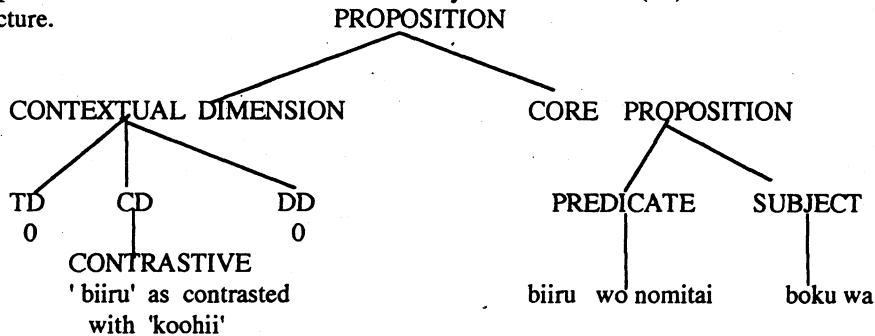 cture.
PROPOSITION
CONTEXTUAL DIMENSION CORE PROPOSITION
TD CD DD PREDICATE SUBJECT
0 0
CONTRASTIVE
'biiru' as contrasted biiru wo nomitai boku wa
with 'koohii'